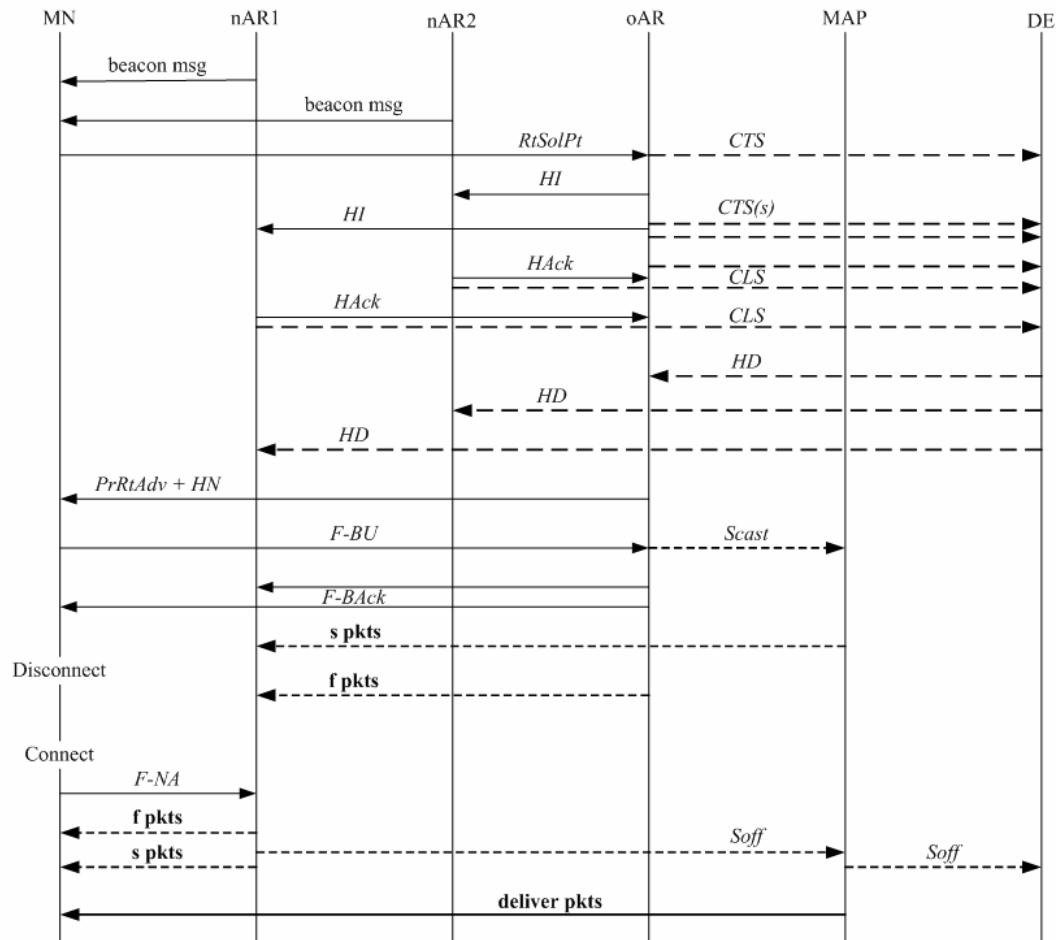 MN nAR1 nAR2 oAR MAP DE
beacon msg
beacon msg
RtSolPt CTS
HI
HI CTS(s)
HAck CLS
HAck CLS
HD
HD
HD
PrRtAdv + HN
F-BU Scast
F-BAck
s pkts
Disconnect
f pkts
Connect
F-NA
f pkts
s pkts Soff Soff
deliver pkts